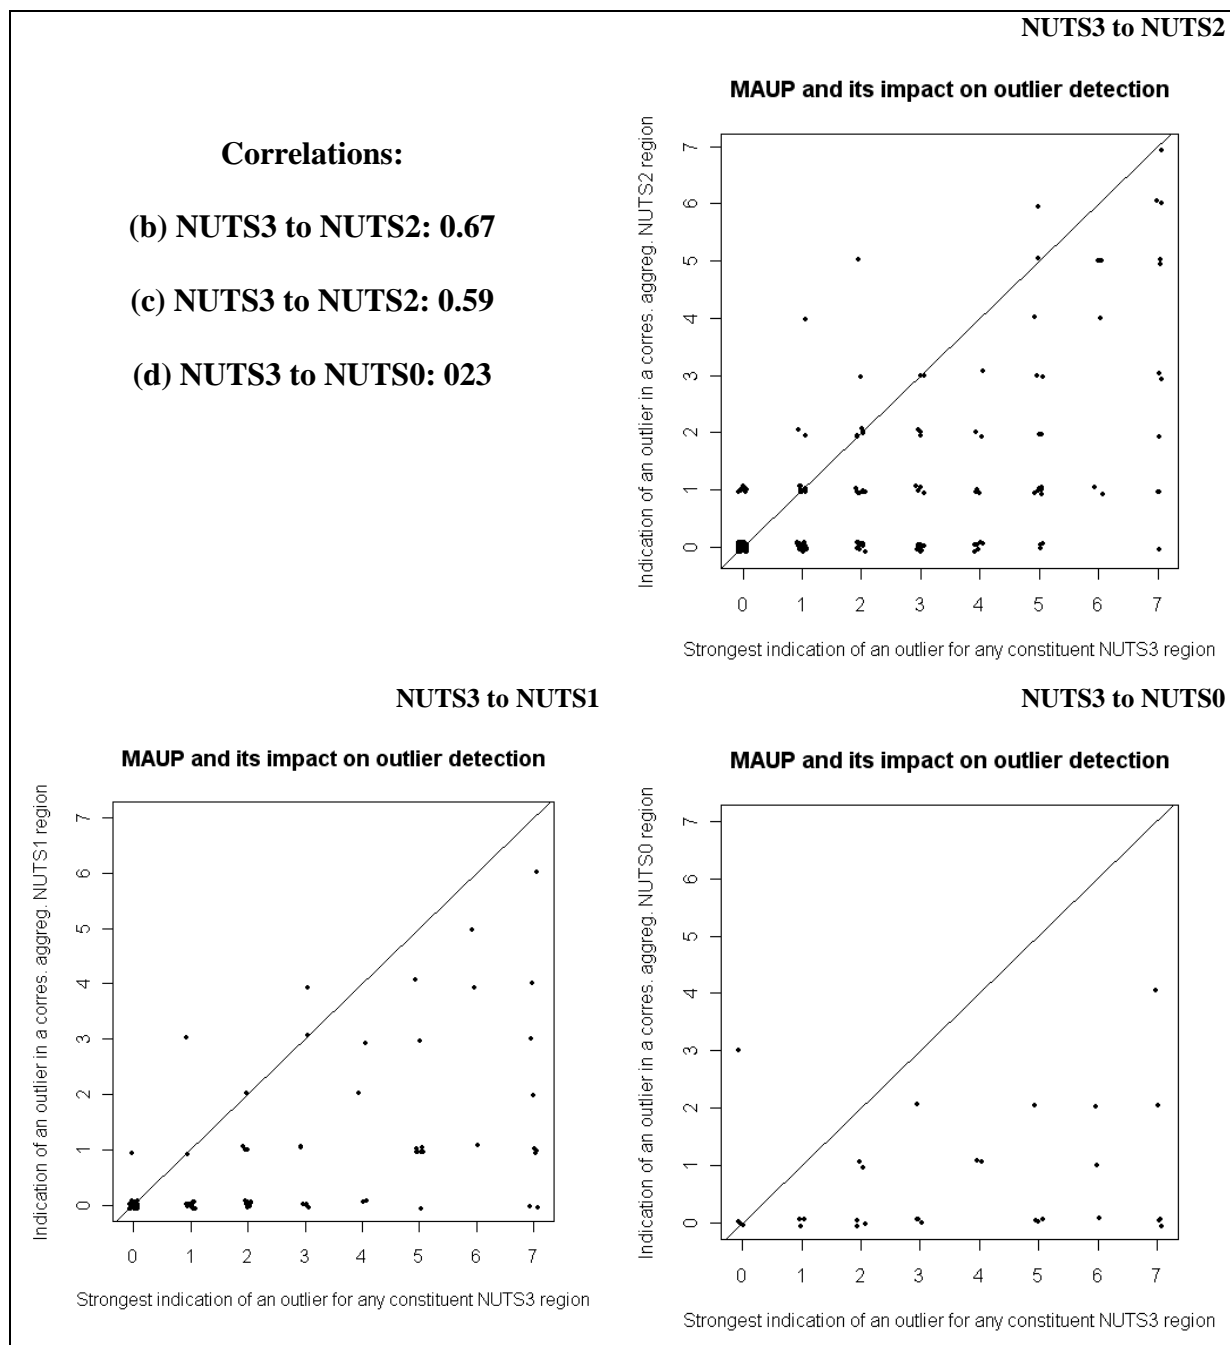 NUTS3 to NUTS2
Correlations:
(b) NUTS3 to NUTS2: 0.67
(c) NUTS3 to NUTS2: 0.59
(d) NUTS3 to NUTS0: 023
MAUP and its impact on outlier detection
Indication of an outlier in a corres. aggreg. NUTS2 region
7
6
5
4
3
2
1
0
0 1 2 3 4 5 6 7
Strongest indication of an outlier for any constituent NUTS3 region
NUTS3 to NUTS1
MAUP and its impact on outlier detection
Indication of an outlier in a corres. aggreg. NUTS1 region
7
6
5
4
3
2
1
0
0 1 2 3 4 5 6 7
Strongest indication of an outlier for any constituent NUTS3 region
NUTS3 to NUTS0
MAUP and its impact on outlier detection
Indication of an outlier in a corres. aggreg. NUTS0 region
7
6
5
4
3
2
1
0
0 1 2 3 4 5 6 7
Strongest indication of an outlier for any constituent NUTS3 region